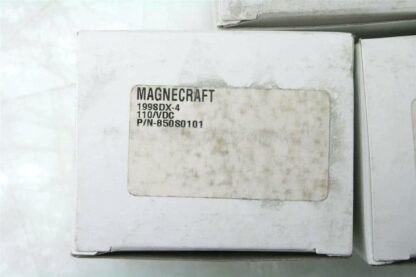 MAGNECRAFT
199SDX-4
110/VDC
P/N-850S0101